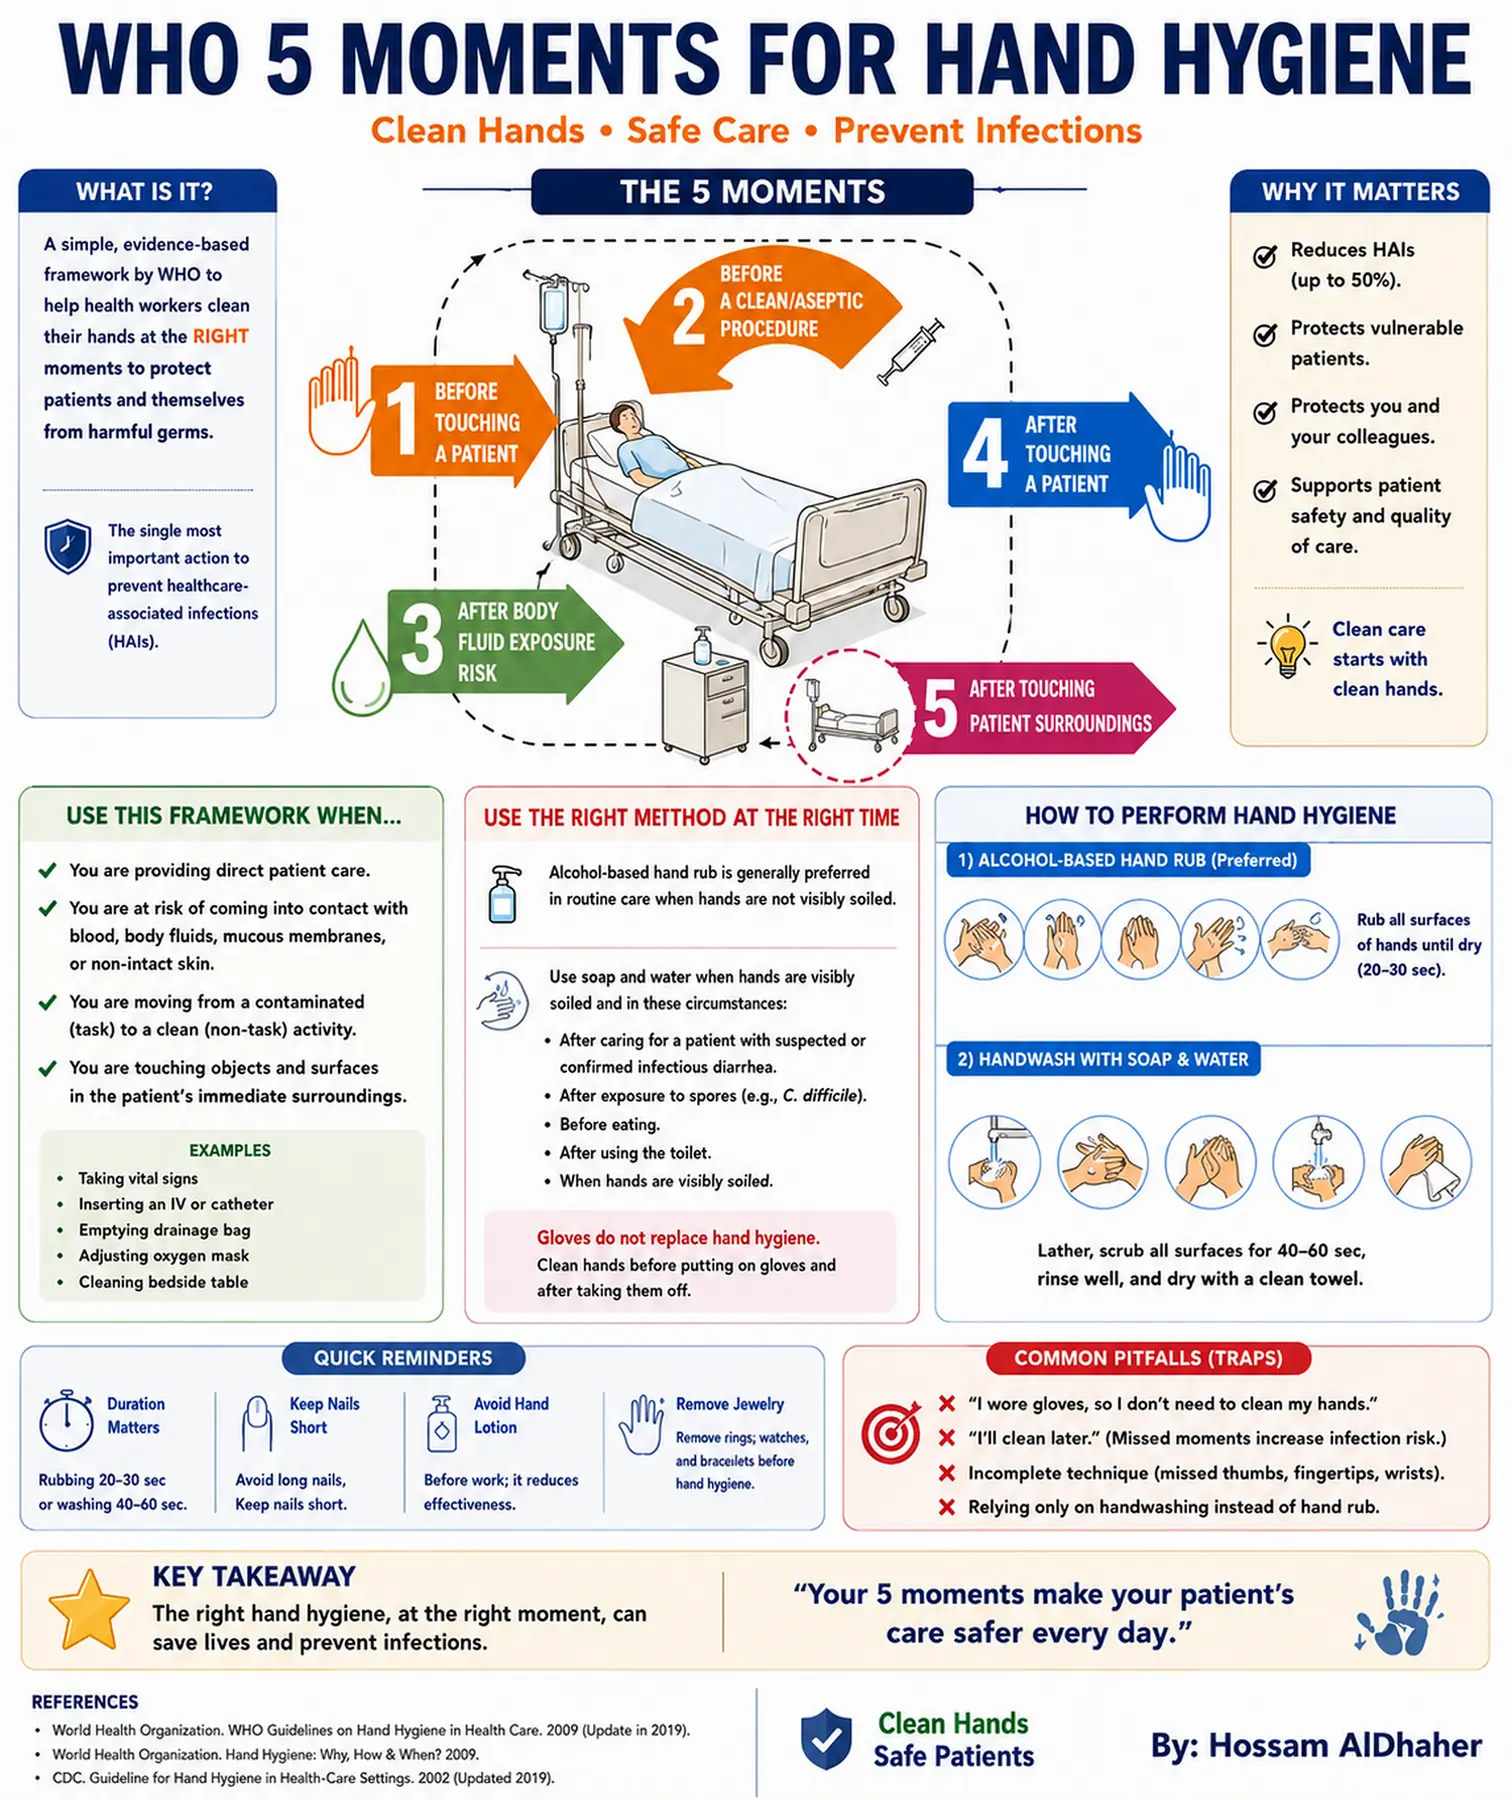 WHO 5 MOMENTS FOR HAND HYGIENE
Clean Hands • Safe Care • Prevent Infections
WHAT IS IT?
A simple, evidence-based
framework by WHO to
help health workers clean
their hands at the RIGHT
moments to protect
patients and themselves
from harmful germs.
The single most
important action to
prevent healthcare-
associated infections
(HAIs).
THE 5 MOMENTS
1
BEFORE
TOUCHING
A PATIENT
2
BEFORE
A CLEAN/ASEPTIC
PROCEDURE
3
AFTER BODY
FLUID EXPOSURE
RISK
4
AFTER
TOUCHING
A PATIENT
5
AFTER TOUCHING
PATIENT SURROUNDINGS
WHY IT MATTERS
Reduces HAIs
(up to 50%).
Protects vulnerable
patients.
Protects you and
your colleagues.
Supports patient
safety and quality
of care.
Clean care
starts with
clean hands.
USE THIS FRAMEWORK WHEN...
You are providing direct patient care.
You are at risk of coming into contact with
blood, body fluids, mucous membranes,
or non-intact skin.
You are moving from a contaminated
(task) to a clean (non-task) activity.
You are touching objects and surfaces
in the patient's immediate surroundings.
EXAMPLES
• Taking vital signs
• Inserting an IV or catheter
• Emptying drainage bag
• Adjusting oxygen mask
• Cleaning bedside table
USE THE RIGHT METHOD AT THE RIGHT TIME
Alcohol-based hand rub is generally preferred
in routine care when hands are not visibly soiled.
Use soap and water when hands are visibly
soiled and in these circumstances:
• After caring for a patient with suspected or
confirmed infectious diarrhea.
• After exposure to spores (e.g., C. difficile).
• Before eating.
• After using the toilet.
• When hands are visibly soiled.
Gloves do not replace hand hygiene.
Clean hands before putting on gloves and
after taking them off.
HOW TO PERFORM HAND HYGIENE
1) ALCOHOL-BASED HAND RUB (Preferred)
Rub all surfaces
of hands until dry
(20–30 sec).
2) HANDWASH WITH SOAP & WATER
Lather, scrub all surfaces for 40–60 sec,
rinse well, and dry with a clean towel.
QUICK REMINDERS
Duration
Matters
Rubbing 20–30 sec
or washing 40–60 sec.
Keep Nails
Short
Avoid long nails,
Keep nails short.
Avoid Hand
Lotion
Before work; it reduces
effectiveness.
Remove Jewelry
Remove rings; watches,
and bracelets before
hand hygiene.
COMMON PITFALLS (TRAPS)
"I wore gloves, so I don't need to clean my hands."
"I'll clean later." (Missed moments increase infection risk.)
Incomplete technique (missed thumbs, fingertips, wrists).
Relying only on handwashing instead of hand rub.
KEY TAKEAWAY
The right hand hygiene, at the right moment, can
save lives and prevent infections.
"Your 5 moments make your patient's
care safer every day."
REFERENCES
• World Health Organization. WHO Guidelines on Hand Hygiene in Health Care. 2009 (Update in 2019).
• World Health Organization. Hand Hygiene: Why, How & When? 2009.
• CDC. Guideline for Hand Hygiene in Health-Care Settings. 2002 (Updated 2019).
Clean Hands
Safe Patients
By: Hossam AlDhaher